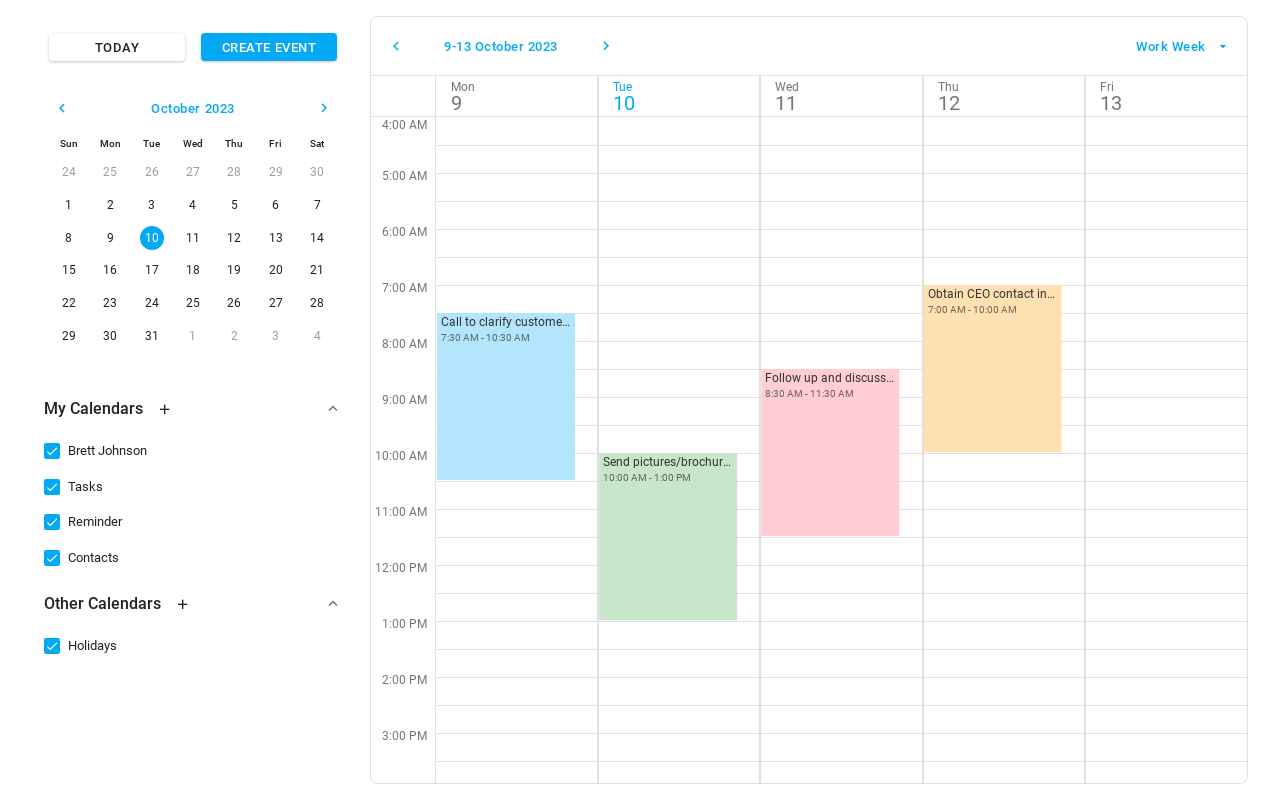 TODAY
CREATE EVENT
October 2023
Sun Mon Tue Wed Thu Fri Sat
24 25 26 27 28 29 30
1 2 3 4 5 6 7
8 9 10 11 12 13 14
15 16 17 18 19 20 21
22 23 24 25 26 27 28
29 30 31 1 2 3 4
My Calendars +
Brett Johnson
Tasks
Reminder
Contacts
Other Calendars +
Holidays
9-13 October 2023
Work Week
Mon Tue Wed Thu Fri
9 10 11 12 13
4:00 AM
5:00 AM
6:00 AM
7:00 AM
Obtain CEO contact in...
7:00 AM - 10:00 AM
Call to clarify custome...
7:30 AM - 10:30 AM
8:00 AM
Follow up and discuss...
8:30 AM - 11:30 AM
9:00 AM
10:00 AM
Send pictures/brochur...
10:00 AM - 1:00 PM
11:00 AM
12:00 PM
1:00 PM
2:00 PM
3:00 PM